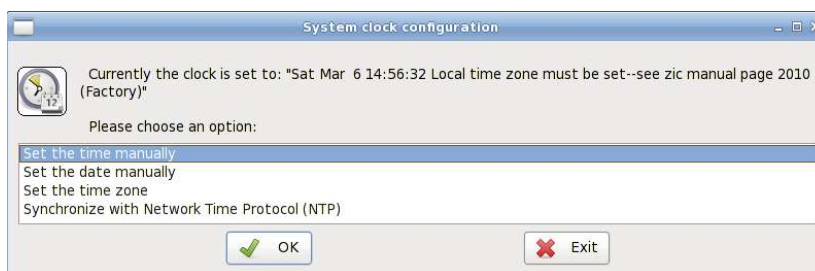 System clock configuration
Currently the clock is set to: "Sat Mar 6 14:56:32 Local time zone must be set--see zic manual page 2010
(Factory)"
12
Please choose an option:
Set the time manually
Set the date manually
Set the time zone
Synchronize with Network Time Protocol (NTP)
OK
Exit